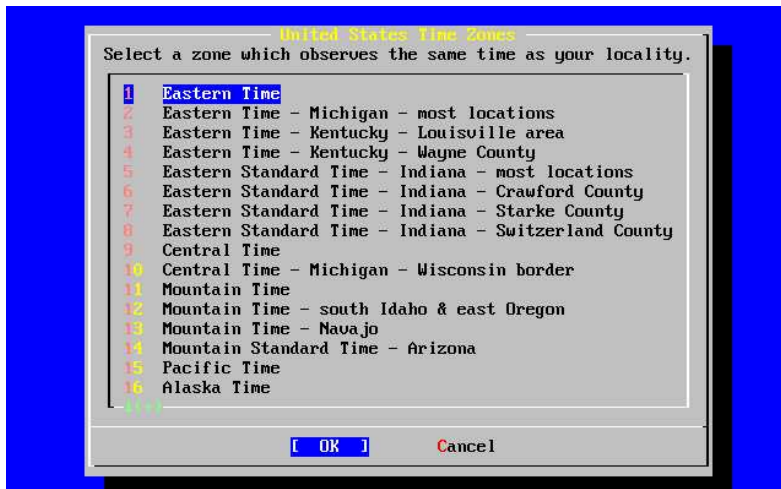 United States Time Zones
Select a zone which observes the same time as your locality.
1 Eastern Time
2 Eastern Time - Michigan - most locations
3 Eastern Time - Kentucky - Louisville area
4 Eastern Time - Kentucky - Wayne County
5 Eastern Standard Time - Indiana - most locations
6 Eastern Standard Time - Indiana - Crawford County
7 Eastern Standard Time - Indiana - Starke County
8 Eastern Standard Time - Indiana - Switzerland County
9 Central Time
10 Central Time - Michigan - Wisconsin border
11 Mountain Time
12 Mountain Time - south Idaho & east Oregon
13 Mountain Time - Navajo
14 Mountain Standard Time - Arizona
15 Pacific Time
16 Alaska Time
[ OK ] Cancel